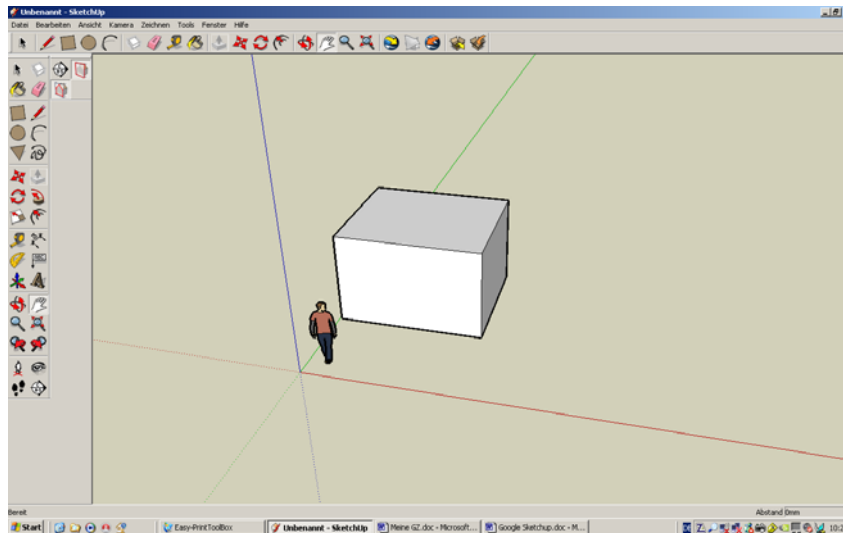 Unbenannt - SketchUp
Datei Bearbeiten Ansicht Kamera Zeichnen Tools Fenster Hilfe
Bereit
Abstand 0mm
Start Easy-PrintToolBox Unbenannt - SketchUp Meine GZ.doc - Microsoft... Google Sketchup.doc - M... DE